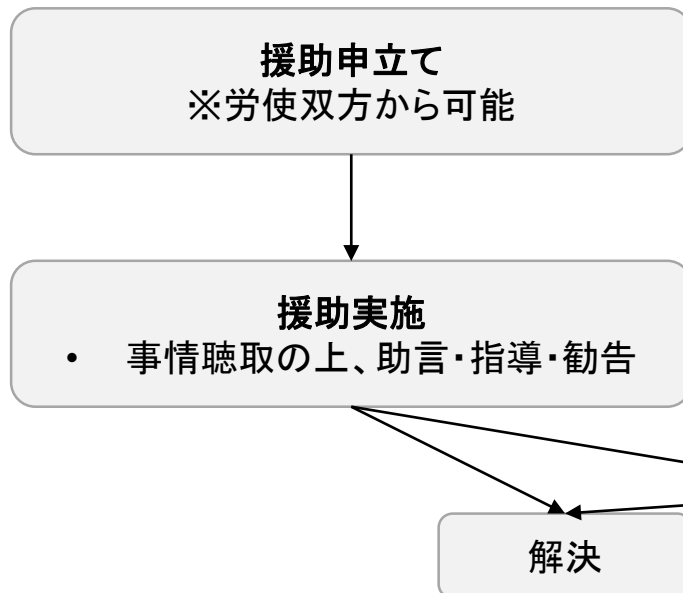 援助申立て
※労使双方から可能
援助実施
• 事情聴取の上、助言・指導・勧告
解決